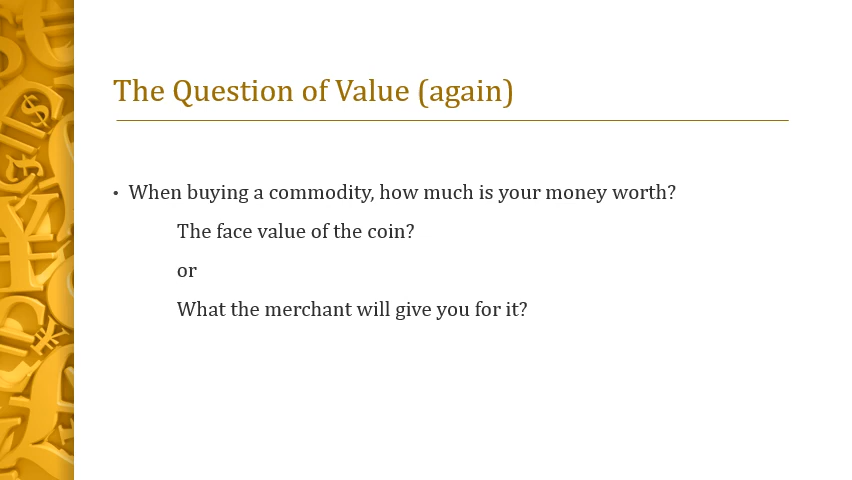 The Question of Value (again)
• When buying a commodity, how much is your money worth?
The face value of the coin?
or
What the merchant will give you for it?